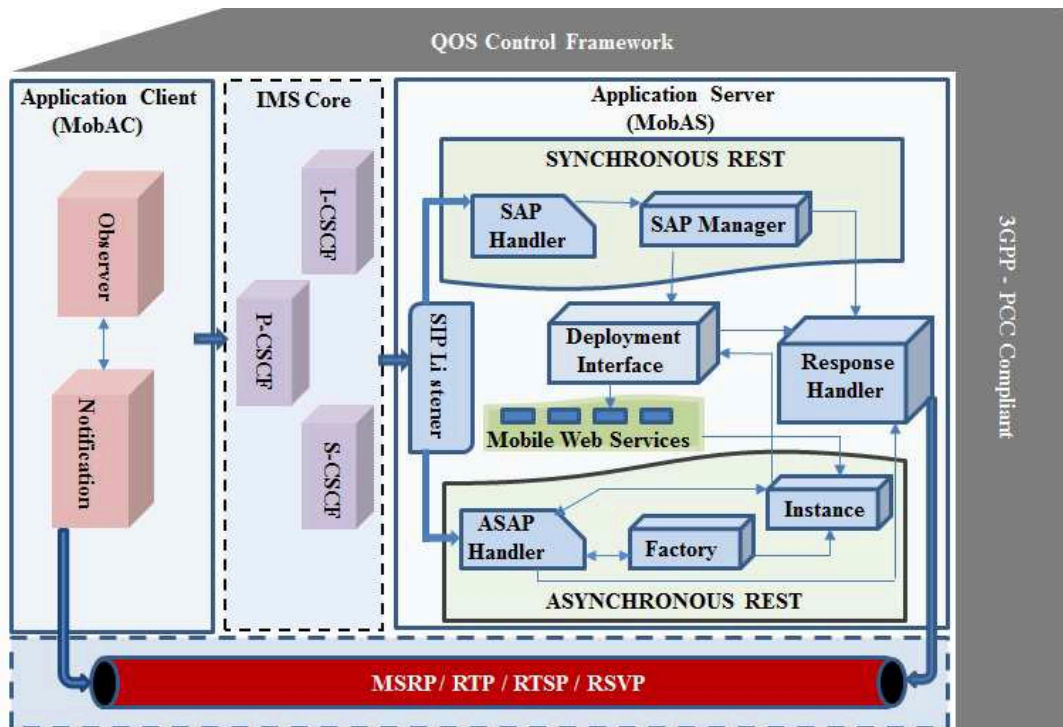 QOS Control Framework
Application Client
(MobAC)
IMS Core
Application Server
(MobAS)
SYNCHRONOUS REST
Observer
I-CSCF
SAP
Handler
SAP Manager
3GPP - PCC Compliant
P-CSCF
SIP Li stener
Deployment
Interface
Response
Handler
Notification
S-CSCF
Mobile Web Services
ASAP
Handler
Factory
Instance
ASYNCHRONOUS REST
MSRP / RTP / RTSP / RSVP